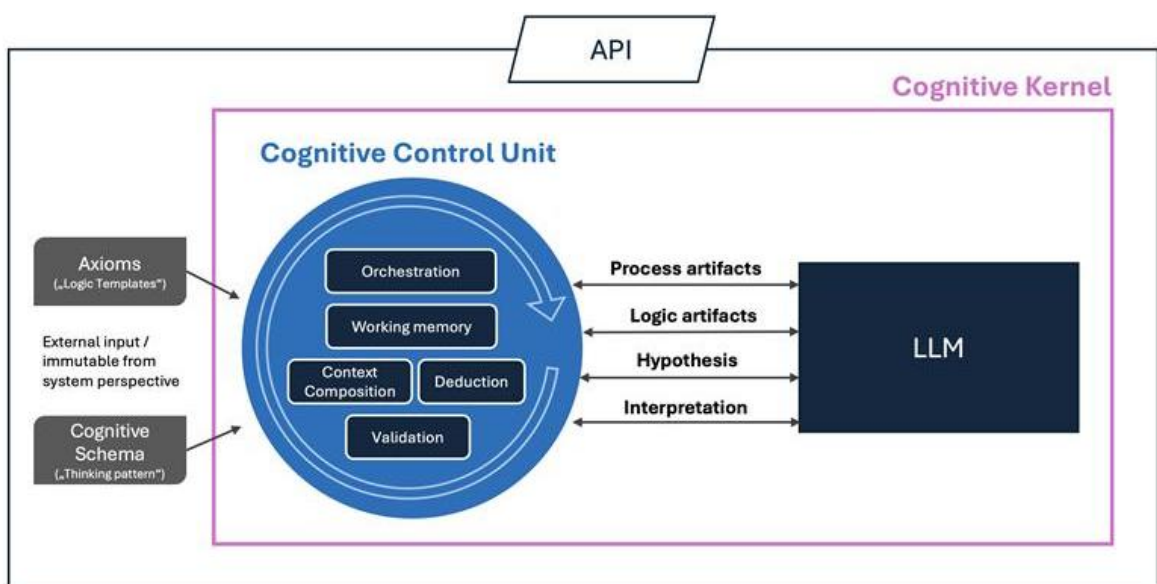 API
Cognitive Kernel
Cognitive Control Unit
Axioms
(„Logic Templates“)
External input /
immutable from
system perspective
Cognitive
Schema
(„Thinking pattern“)
Orchestration
Working memory
Context
Composition
Deduction
Validation
Process artifacts
Logic artifacts
Hypothesis
Interpretation
LLM